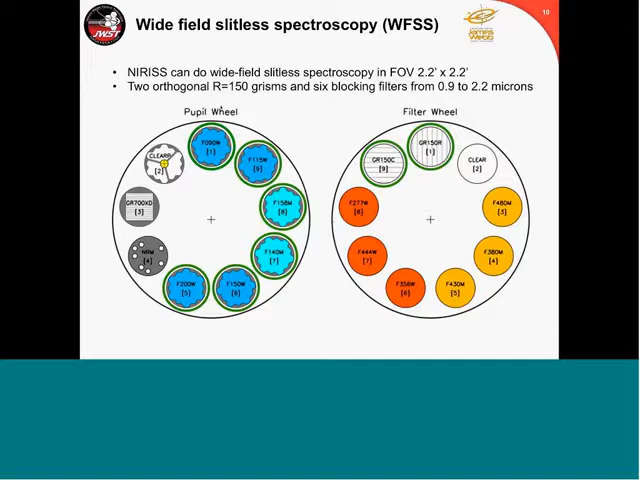 Wide field slitless spectroscopy (WFSS)
10
JWST
James Webb
• NIRISS can do wide-field slitless spectroscopy in FOV 2.2’ x 2.2’
• Two orthogonal R=150 grisms and six blocking filters from 0.9 to 2.2 microns
Pupil Wheel
F090W
[1]
F115W
[9]
F158M
[8]
F140M
[7]
F150W
[6]
F200W
[5]
NRM
[4]
GR700XD
[3]
CLEARP
[2]
Filter Wheel
GR150R
[1]
CLEAR
[2]
F480M
[3]
F380M
[4]
F430M
[5]
F356W
[6]
F444W
[7]
F277W
[8]
GR150C
[9]